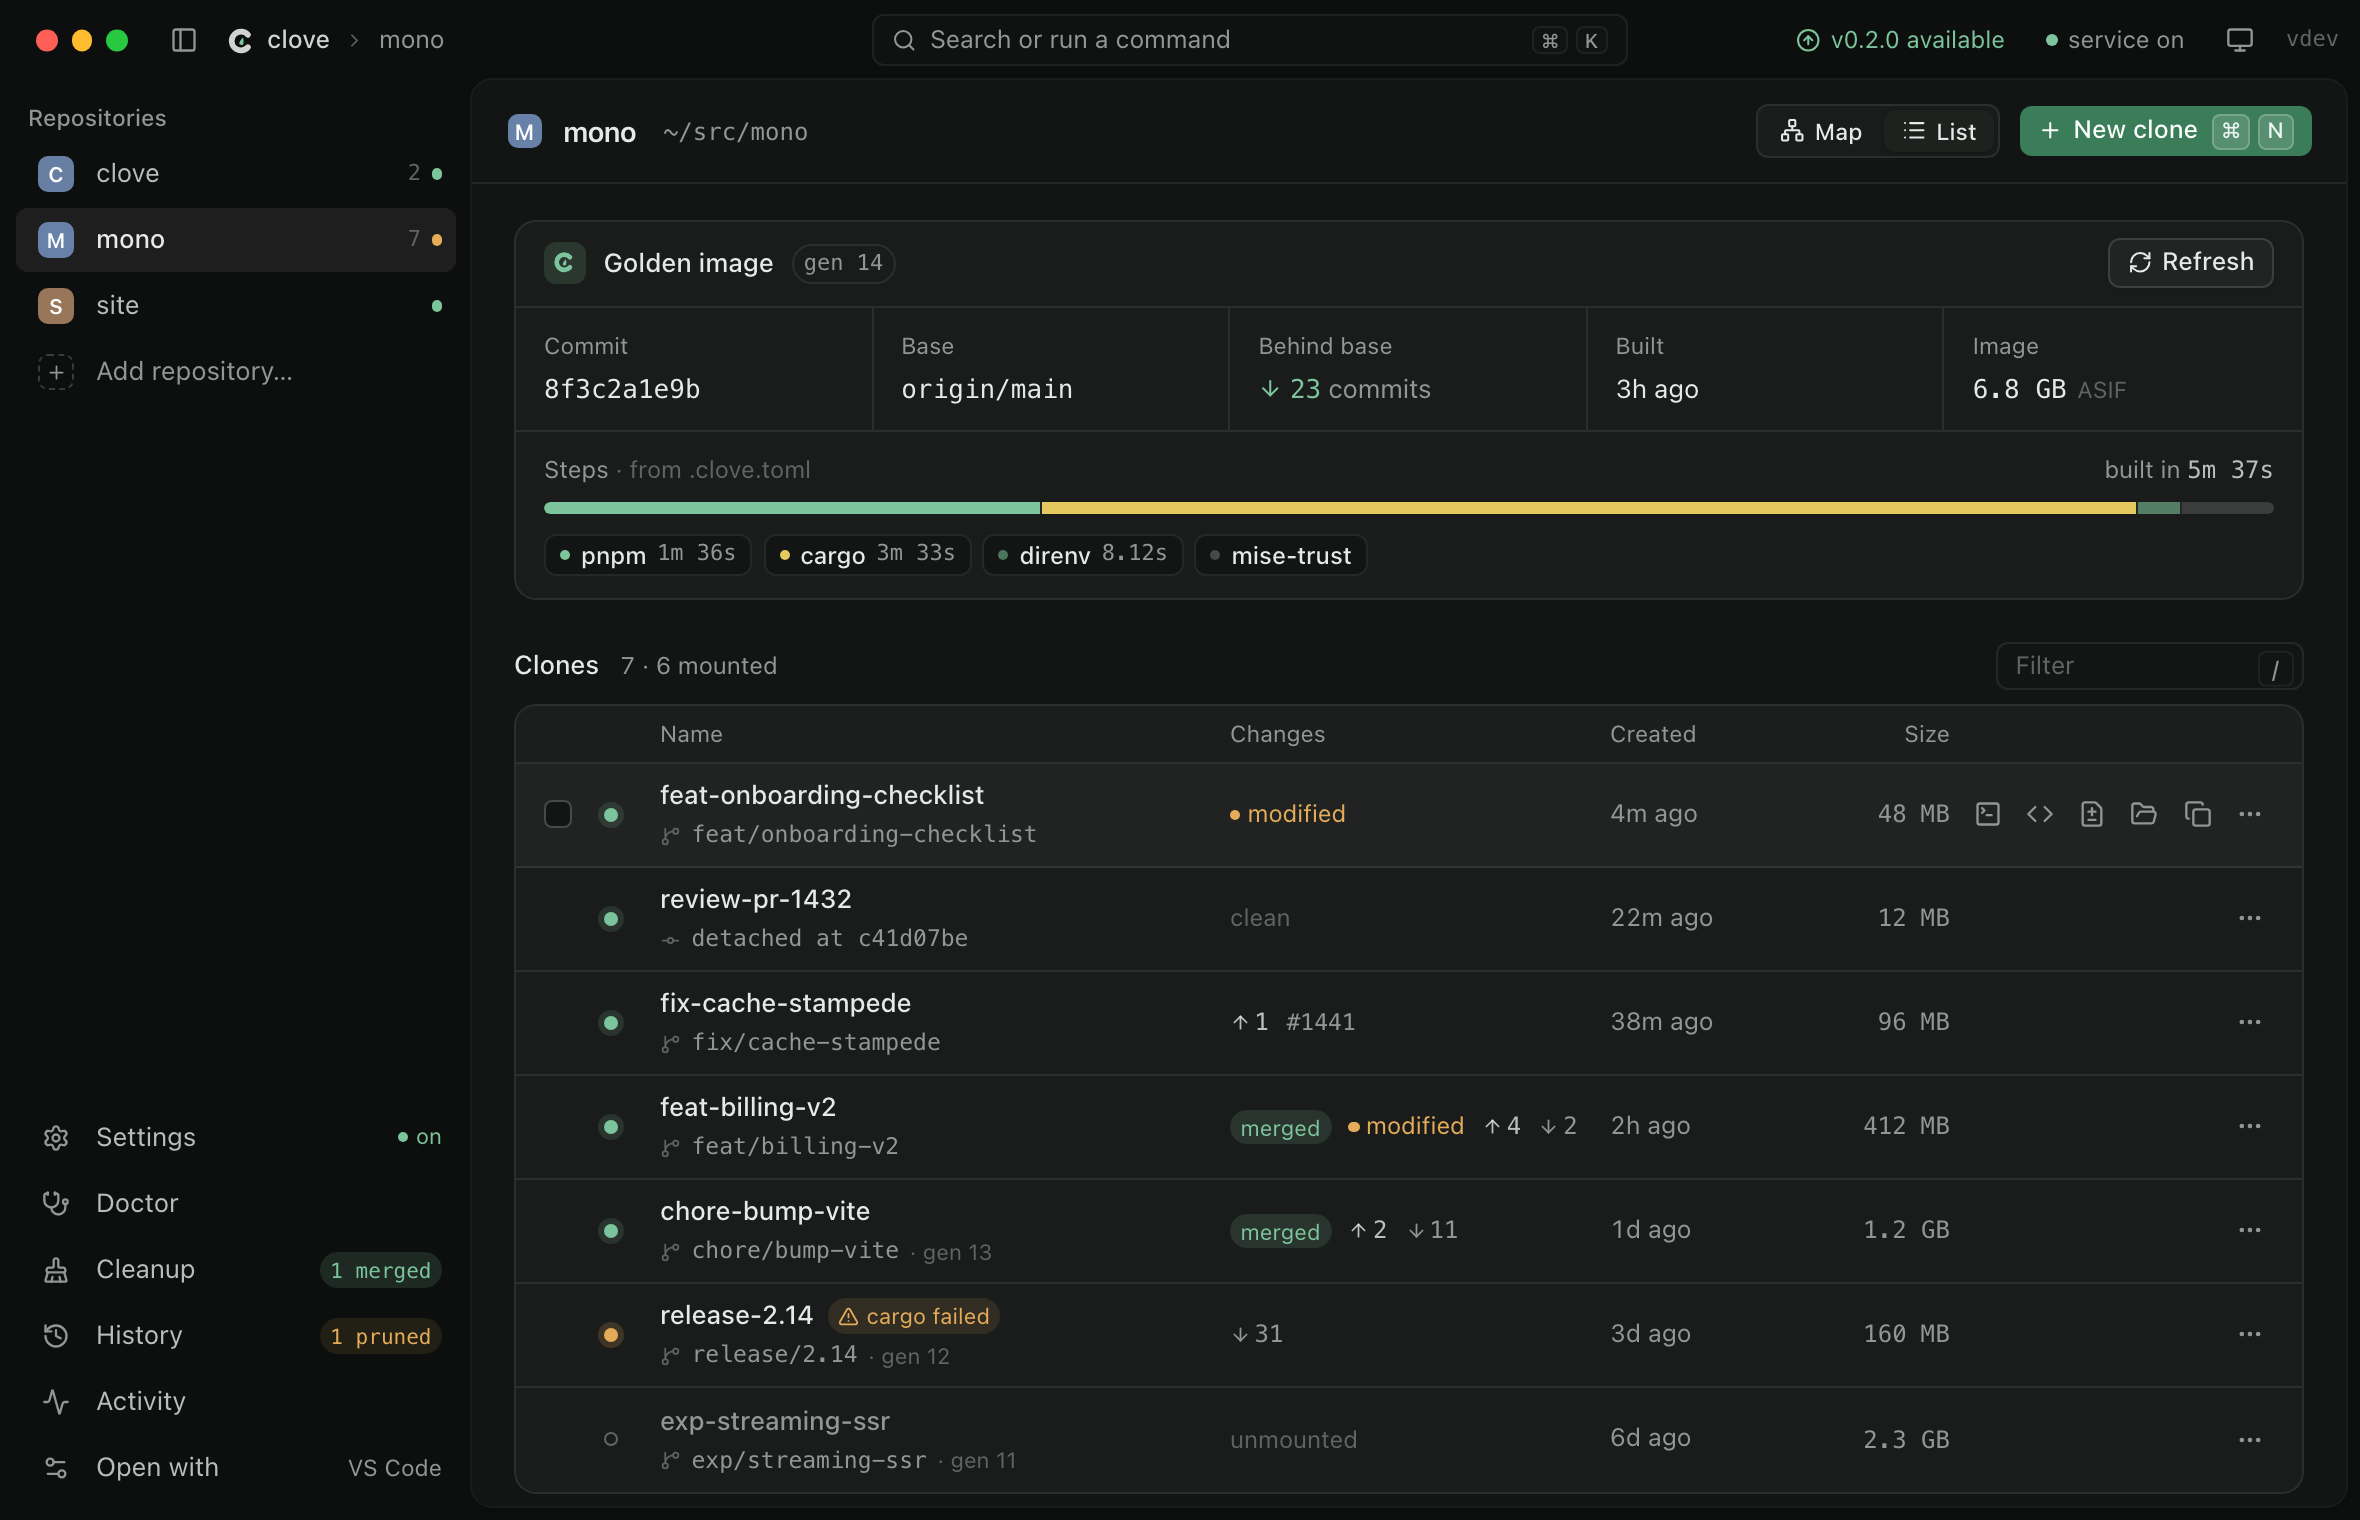 clove › mono
Search or run a command ⌘ K
v0.2.0 available
service on
vdev
Repositories
C clove 2
M mono 7
S site
+ Add repository...
Settings on
Doctor
Cleanup 1 merged
History 1 pruned
Activity
Open with VS Code
M mono ~/src/mono
Map List
+ New clone ⌘ N
Golden image gen 14
Refresh
Commit Base Behind base Built Image
8f3c2a1e9b origin/main ↓ 23 commits 3h ago 6.8 GB ASIF
Steps · from .clove.toml built in 5m 37s
pnpm 1m 36s cargo 3m 33s direnv 8.12s mise-trust
Clones 7 · 6 mounted
Filter /
Name Changes Created Size
feat-onboarding-checklist
feat/onboarding-checklist
modified 4m ago 48 MB
review-pr-1432
detached at c41d07be
clean 22m ago 12 MB
fix-cache-stampede
fix/cache-stampede
↑ 1 #1441 38m ago 96 MB
feat-billing-v2
feat/billing-v2
merged modified ↑ 4 ↓ 2 2h ago 412 MB
chore-bump-vite
chore/bump-vite · gen 13
merged ↑ 2 ↓ 11 1d ago 1.2 GB
release-2.14 cargo failed
release/2.14 · gen 12
↓ 31 3d ago 160 MB
exp-streaming-ssr
exp/streaming-ssr · gen 11
unmounted 6d ago 2.3 GB